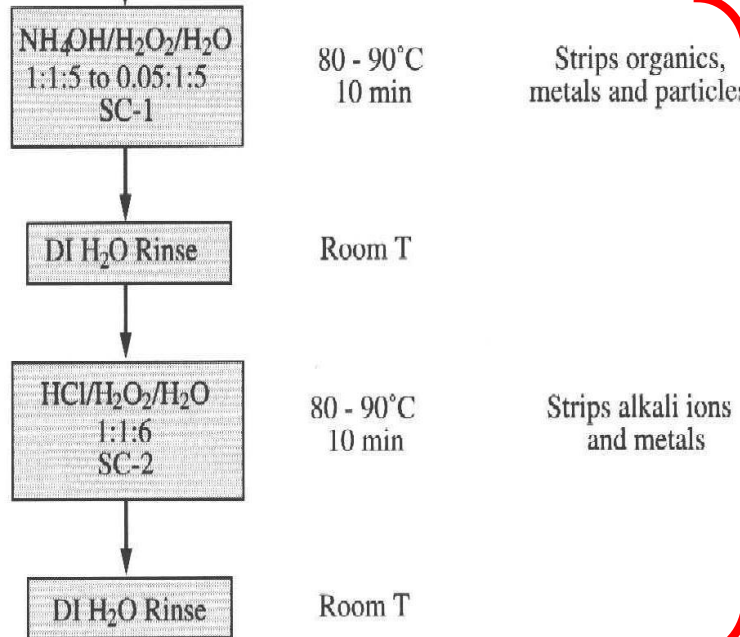 NH₄OH/H₂O₂/H₂O
1:1:5 to 0.05:1:5
SC-1
80 - 90°C
10 min
Strips organics,
metals and particles
DI H₂O Rinse
Room T
HCl/H₂O₂/H₂O
1:1:6
SC-2
80 - 90°C
10 min
Strips alkali ions
and metals
DI H₂O Rinse
Room T